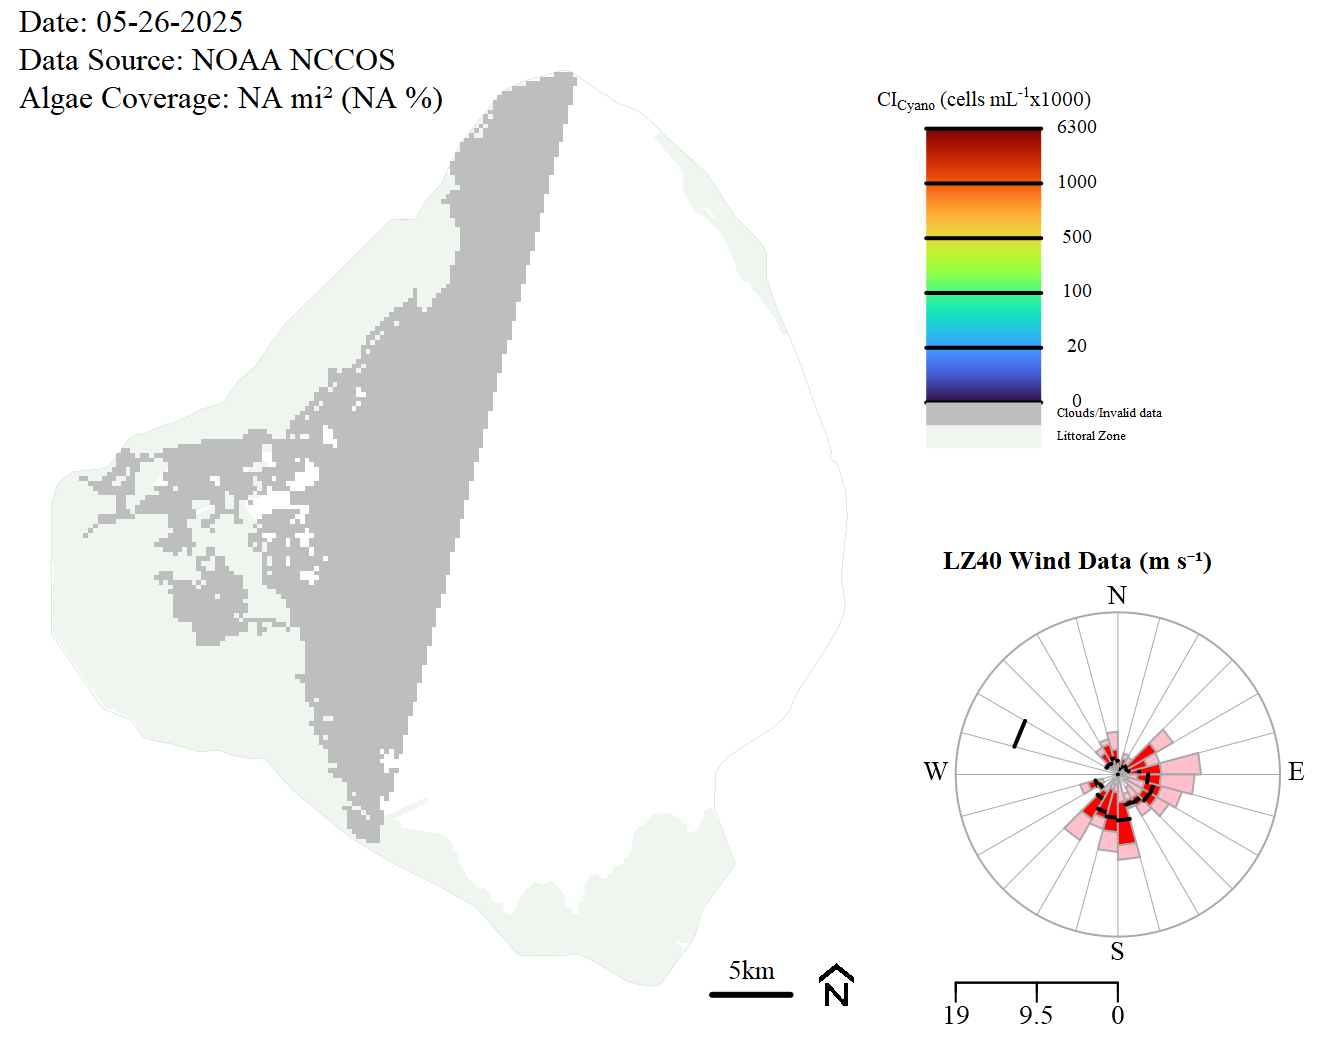 Date: 05-26-2025
Data Source: NOAA NCCOS
Algae Coverage: NA mi² (NA %)
CI_Cyano (cells mL⁻¹x1000)
6300
1000
500
100
20
0
Clouds/Invalid data
Littoral Zone
LZ40 Wind Data (m s⁻¹)
N
W
E
S
5km
N
19
9.5
0